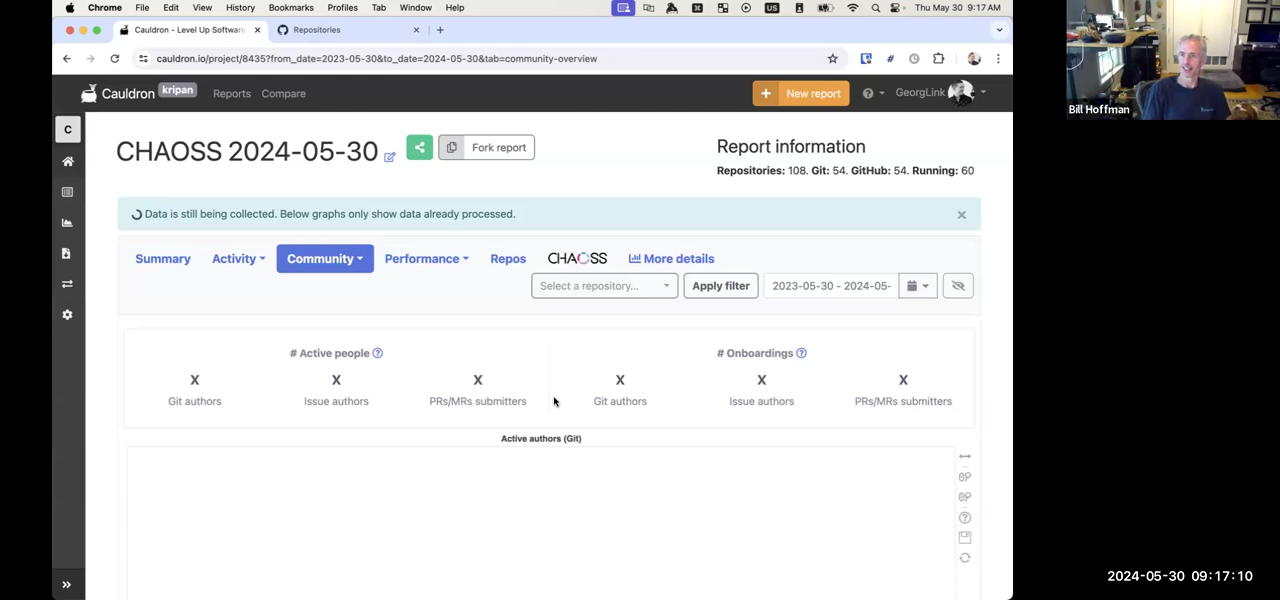 Chrome File Edit View History Bookmarks Profiles Tab Window Help US Thu May 30 9:17 AM
Cauldron - Level Up Software Repositories
cauldron.io/project/8435?from_date=2023-05-30&to_date=2024-05-30&tab=community-overview
Bill Hoffman
Cauldron kripan Reports Compare + New report GeorgLink
C
CHAOSS 2024-05-30 Fork report
Report information
Repositories: 108. Git: 54. GitHub: 54. Running: 60
Data is still being collected. Below graphs only show data already processed.
Summary Activity Community Performance Repos CHAOSS More details
Select a repository... Apply filter 2023-05-30 - 2024-05-
# Active people # Onboardings
X X X X X X
Git authors Issue authors PRs/MRs submitters Git authors Issue authors PRs/MRs submitters
Active authors (Git)
2024-05-30 09:17:10